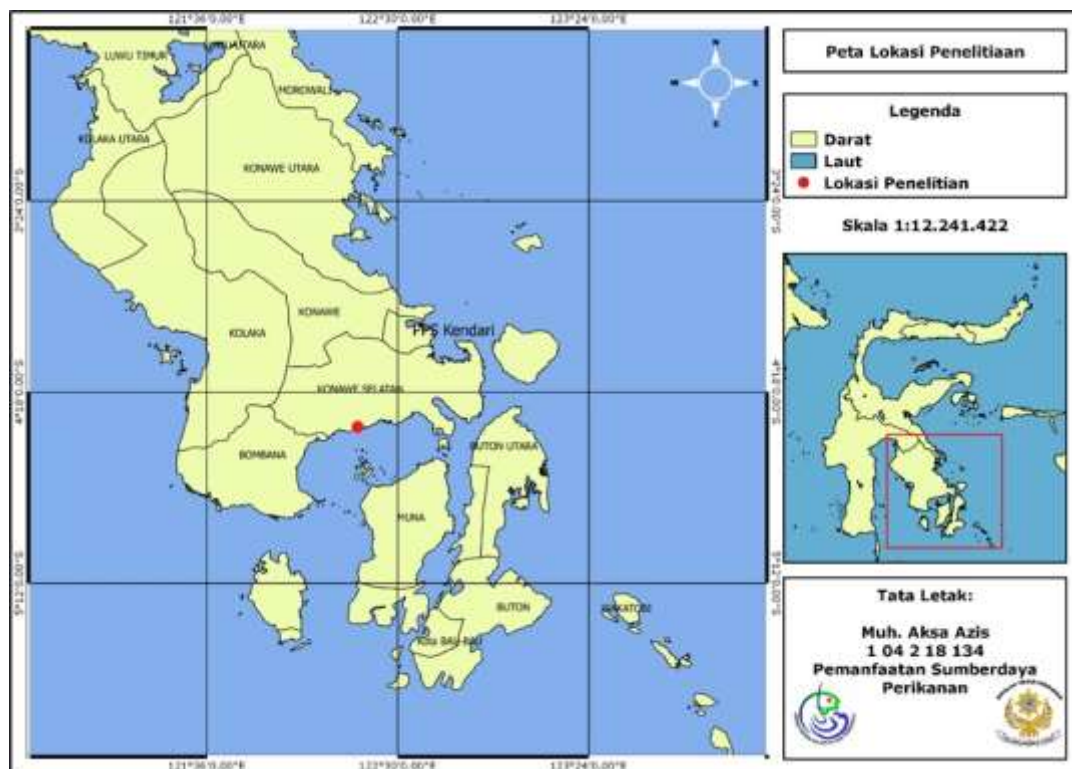 121°36'0.00"E 122°30'0.00"E 123°24'0.00"E
LUWU TIMUR
MOROWALI
KOLAKA UTARA
KONAWE UTARA
3°24'0.00"S 3°24'0.00"S
KONAWE
KOLAKA
PPS Kendari
4°18'0.00"S 4°18'0.00"S
KONAWE SELATAN
BOMBANA
BUTON UTARA
MUNA
5°12'0.00"S 5°12'0.00"S
BUTON
WAKATOBI
Kota BAU-BAU
121°36'0.00"E 122°30'0.00"E 123°24'0.00"E
N
W E
S
Peta Lokasi Penelitiaan
Legenda
Darat
Laut
Lokasi Penelitian
Skala 1:12.241.422
Tata Letak:
Muh. Aksa Azis
1 04 2 18 134
Pemanfaatan Sumberdaya
Perikanan